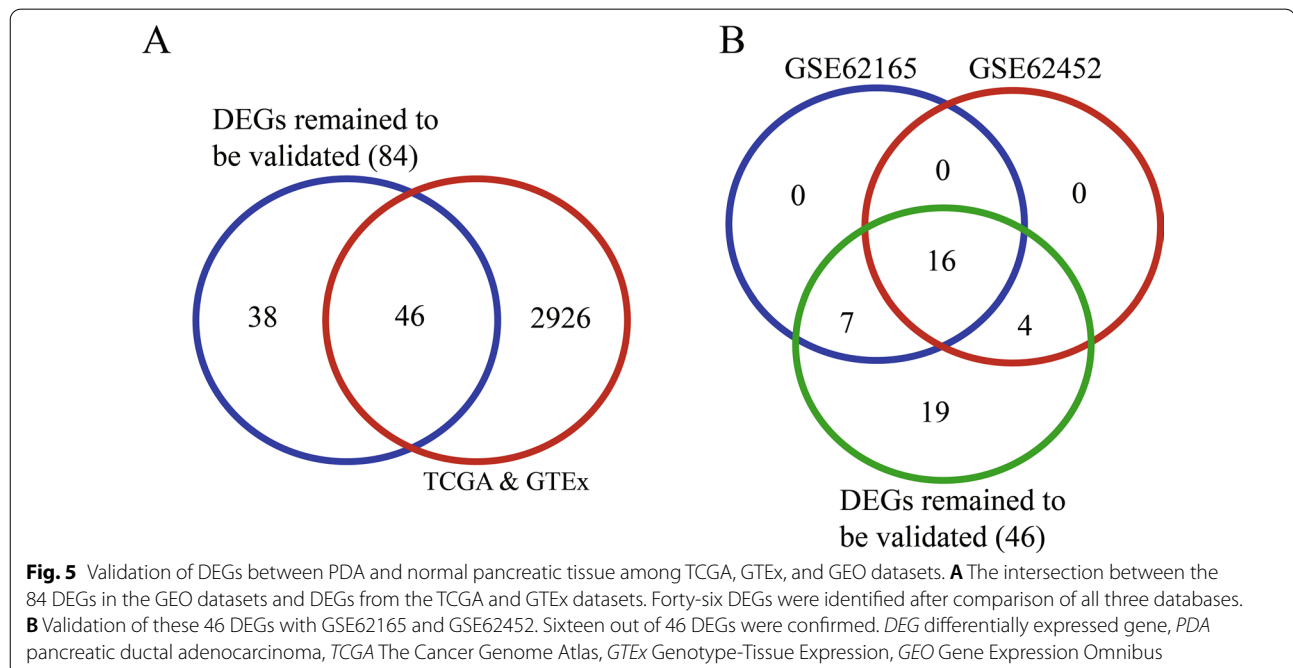 A
DEGs remained to
be validated (84)
38
46
2926
TCGA & GTEx
B
GSE62165
GSE62452
0
0
0
16
7
4
19
DEGs remained to
be validated (46)
Fig. 5 Validation of DEGs between PDA and normal pancreatic tissue among TCGA, GTEx, and GEO datasets. A The intersection between the
84 DEGs in the GEO datasets and DEGs from the TCGA and GTEx datasets. Forty-six DEGs were identified after comparison of all three databases.
B Validation of these 46 DEGs with GSE62165 and GSE62452. Sixteen out of 46 DEGs were confirmed. DEG differentially expressed gene, PDA
pancreatic ductal adenocarcinoma, TCGA The Cancer Genome Atlas, GTEx Genotype-Tissue Expression, GEO Gene Expression Omnibus